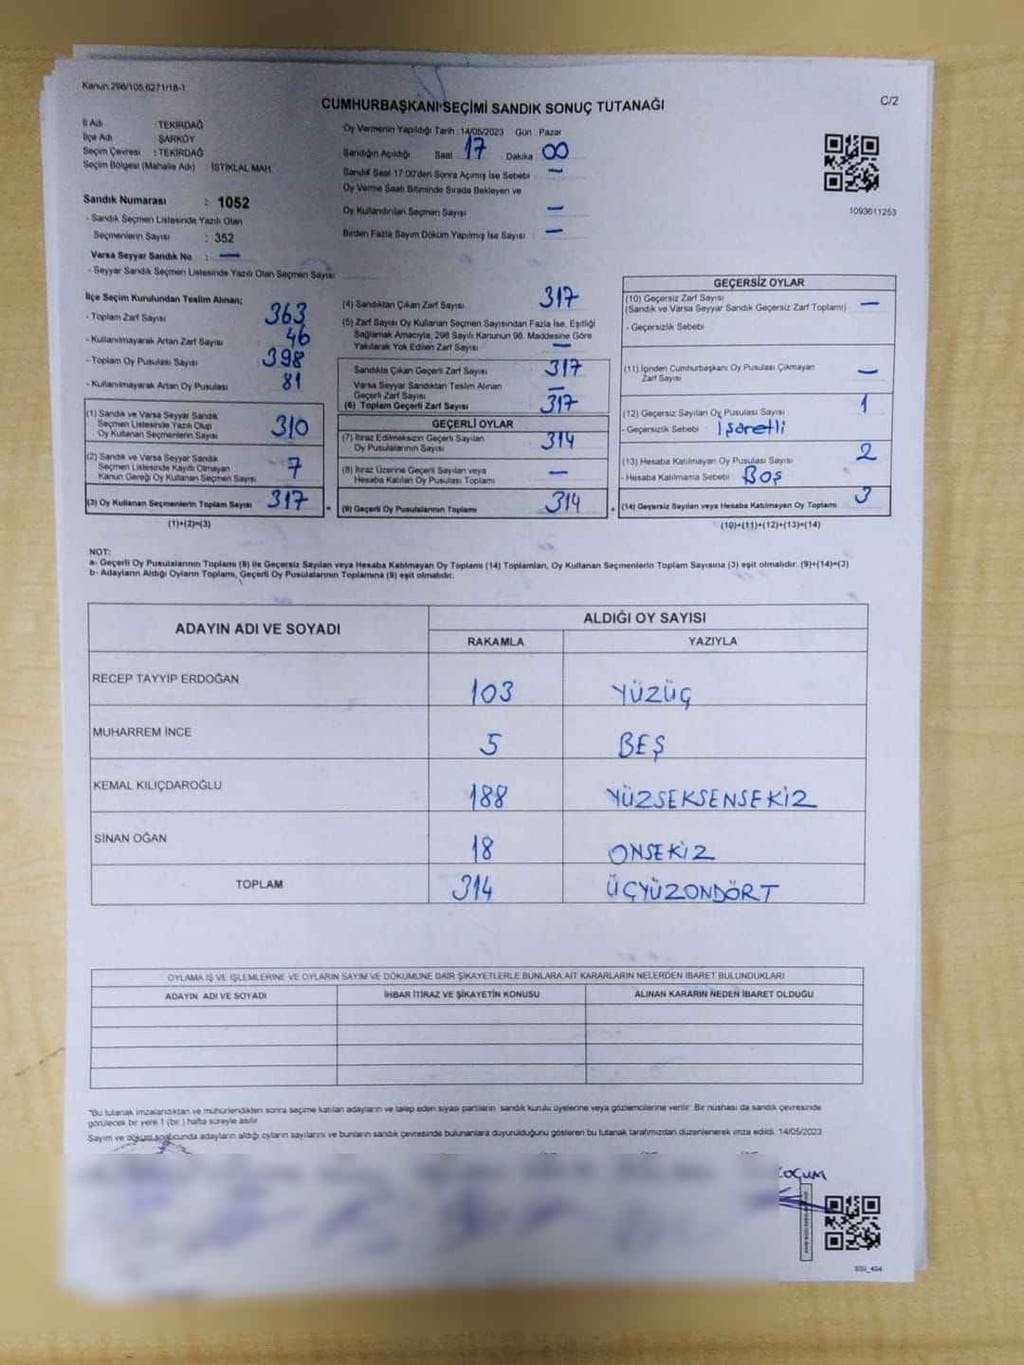 Kanun.298/105,6271/18-1
CUMHURBAŞKANI SEÇİMİ SANDIK SONUÇ TUTANAĞI
C/2
İl Adı : TEKİRDAĞ
İlçe Adı : ŞARKÖY
Seçim Çevresi : TEKİRDAĞ
Seçim Bölgesi (Mahalle Adı) : İSTİKLAL MAH.
Oy Vermenin Yapıldığı Tarih :14/05/2023 Gün Pazar
Sandığın Açıldığı Saat 17 Dakika 00
Sandık Saat 17:00'den Sonra Açılmış İse Sebebi —
Oy Verme Saati Bitiminde Sırada Bekleyen ve
Oy Kullandırılan Seçmen Sayısı —
Birden Fazla Sayım Döküm Yapılmış İse Sayısı —
1093611253
Sandık Numarası : 1052
- Sandık Seçmen Listesinde Yazılı Olan
Seçmenlerin Sayısı : 352
Varsa Seyyar Sandık No : —
- Seyyar Sandık Seçmen Listesinde Yazılı Olan Seçmen Sayısı
İlçe Seçim Kurulundan Teslim Alınan;
- Toplam Zarf Sayısı 363
- Kullanılmayarak Artan Zarf Sayısı 46
- Toplam Oy Pusulası Sayısı 398
- Kullanılmayarak Artan Oy Pusulası 81
(1) Sandık ve Varsa Seyyar Sandık
Seçmen Listesinde Yazılı Olup
Oy Kullanan Seçmenlerin Sayısı 310
(2) Sandık ve Varsa Seyyar Sandık
Seçmen Listesinde Kayıtlı Olmayan
Kanun Gereği Oy Kullanan Seçmen Sayısı 7
(3) Oy Kullanan Seçmenlerin Toplam Sayısı 317
(1)+(2)=(3)
(4) Sandıktan Çıkan Zarf Sayısı 317
(5) Zarf Sayısı Oy Kullanan Seçmen Sayısından Fazla İse, Eşitliği
Sağlamak Amacıyla, 298 Sayılı Kanunun 98. Maddesine Göre
Yakılarak Yok Edilen Zarf Sayısı —
Sandıkta Çıkan Geçerli Zarf Sayısı 317
Varsa Seyyar Sandıktan Teslim Alınan
Geçerli Zarf Sayısı —
(6) Toplam Geçerli Zarf Sayısı 317
GEÇERLİ OYLAR
(7) İtiraz Edilmeksizin Geçerli Sayılan
Oy Pusulalarının Sayısı 314
(8) İtiraz Üzerine Geçerli Sayılan veya
Hesaba Katılan Oy Pusulası Toplamı —
= (9) Geçerli Oy Pusulalarının Toplamı 314
GEÇERSİZ OYLAR
(10) Geçersiz Zarf Sayısı
(Sandık ve Varsa Seyyar Sandık Geçersiz Zarf Toplamı) —
- Geçersizlik Sebebi
(11) İçinden Cumhurbaşkanı Oy Pusulası Çıkmayan
Zarf Sayısı —
(12) Geçersiz Sayılan Oy Pusulası Sayısı 1
- Geçersizlik Sebebi İşaretli
(13) Hesaba Katılmayan Oy Pusulası Sayısı 2
- Hesaba Katılmama Sebebi Boş
+ (14) Geçersiz Sayılan veya Hesaba Katılmayan Oy Toplamı 3
(10)+(11)+(12)+(13)=(14)
NOT:
a- Geçerli Oy Pusulalarının Toplamı (9) ile Geçersiz Sayılan veya Hesaba Katılmayan Oy Toplamı (14) Toplamları, Oy Kullanan Seçmenlerin Toplam Sayısına (3) eşit olmalıdır. (9)+(14)=(3)
b- Adayların Aldığı Oyların Toplamı, Geçerli Oy Pusulalarının Toplamına (9) eşit olmalıdır.
ADAYIN ADI VE SOYADI
ALDIĞI OY SAYISI
RAKAMLA YAZIYLA
RECEP TAYYİP ERDOĞAN 103 YÜZÜÇ
MUHARREM İNCE 5 BEŞ
KEMAL KILIÇDAROĞLU 188 YÜZSEKSENSEKİZ
SİNAN OĞAN 18 ONSEKİZ
TOPLAM 314 ÜÇYÜZONDÖRT
OYLAMA İŞ VE İŞLEMLERİNE VE OYLARIN SAYIM VE DÖKÜMÜNE DAİR ŞİKAYETLERLE BUNLARA AİT KARARLARIN NELERDEN İBARET BULUNDUKLARI
ADAYIN ADI VE SOYADI İHBAR İTİRAZ VE ŞİKAYETİN KONUSU ALINAN KARARIN NEDEN İBARET OLDUĞU
*Bu tutanak imzalandıktan ve mühürlendikten sonra seçime katılan adayların ve talep eden siyasi partilerin sandık kurulu üyelerine veya gözlemcilerine verilir. Bir nüshası da sandık çevresinde
görülecek bir yere 1 (bir ) hafta süreyle asılır.
Sayım ve döküm sonucunda adayların aldığı oyların sayılarını ve bunların sandık çevresinde bulunanlara duyurulduğunu gösteren bu tutanak tarafımızdan düzenlenerek imza edildi. 14/05/2023